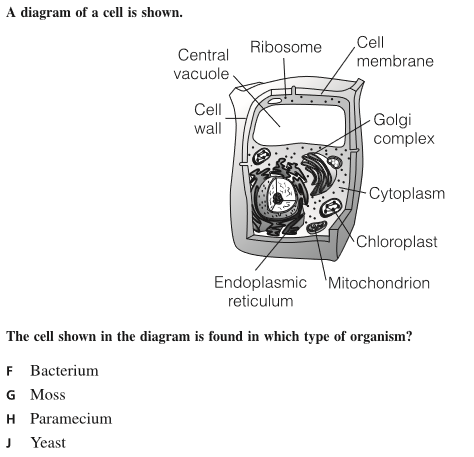 A diagram of a cell is shown.
Central
vacuole
Ribosome
Cell
membrane
Cell
wall
Golgi
complex
Cytoplasm
Chloroplast
Endoplasmic
reticulum
Mitochondrion
The cell shown in the diagram is found in which type of organism?
F Bacterium
G Moss
H Paramecium
J Yeast